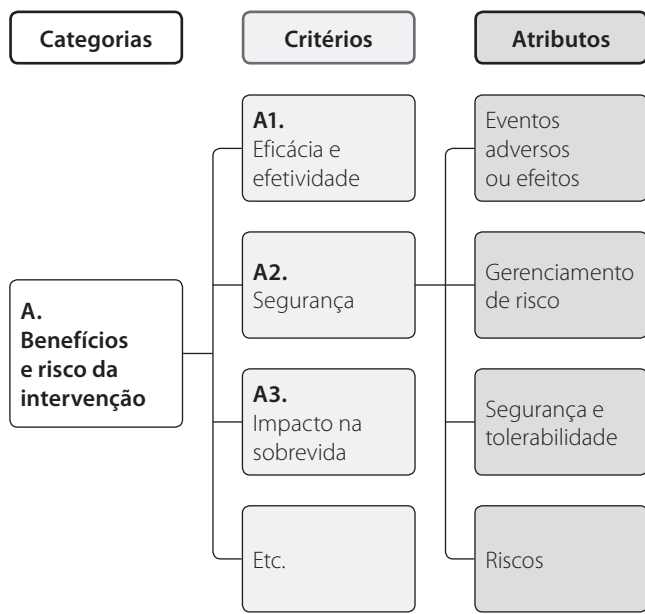 Categorias
Critérios
Atributos
A.
Benefícios
e risco da
intervenção
A1.
Eficácia e
efetividade
A2.
Segurança
A3.
Impacto na
sobrevida
Etc.
Eventos
adversos
ou efeitos
Gerenciamento
de risco
Segurança e
tolerabilidade
Riscos